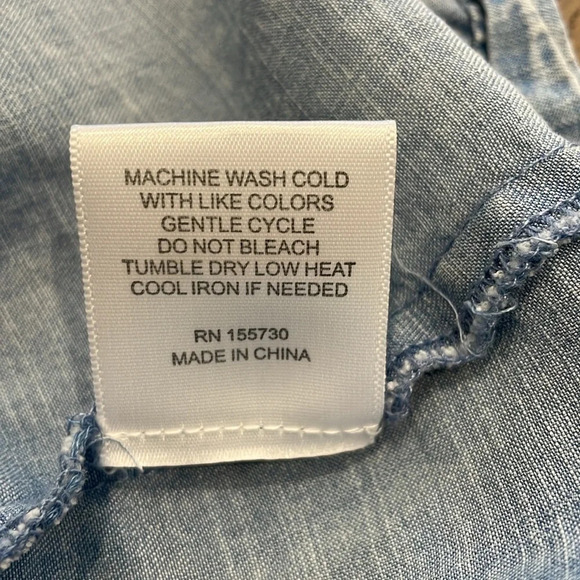 MACHINE WASH COLD
WITH LIKE COLORS
GENTLE CYCLE
DO NOT BLEACH
TUMBLE DRY LOW HEAT
COOL IRON IF NEEDED
RN 155730
MADE IN CHINA